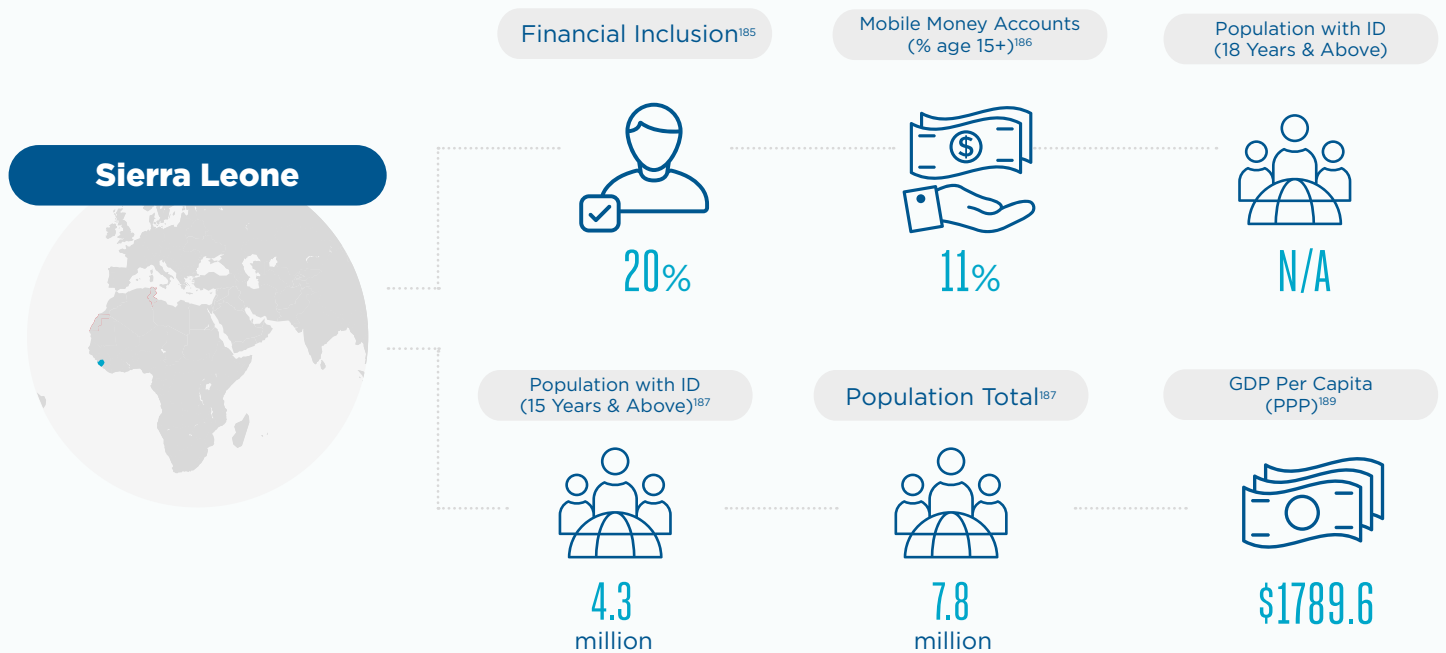 Sierra Leone
Financial Inclusion185
20%
Mobile Money Accounts
(% age 15+)186
$
11%
Population with ID
(18 Years & Above)
N/A
Population with ID
(15 Years & Above)187
4.3
million
Population Total187
7.8
million
GDP Per Capita
(PPP)189
$1789.6